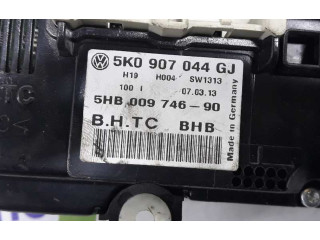 5K0 907 044 GJ
H19 H004 SW1313
100 I 07.03.13
5HB 009 746-90
B.H.TC BHB
Made in Germany